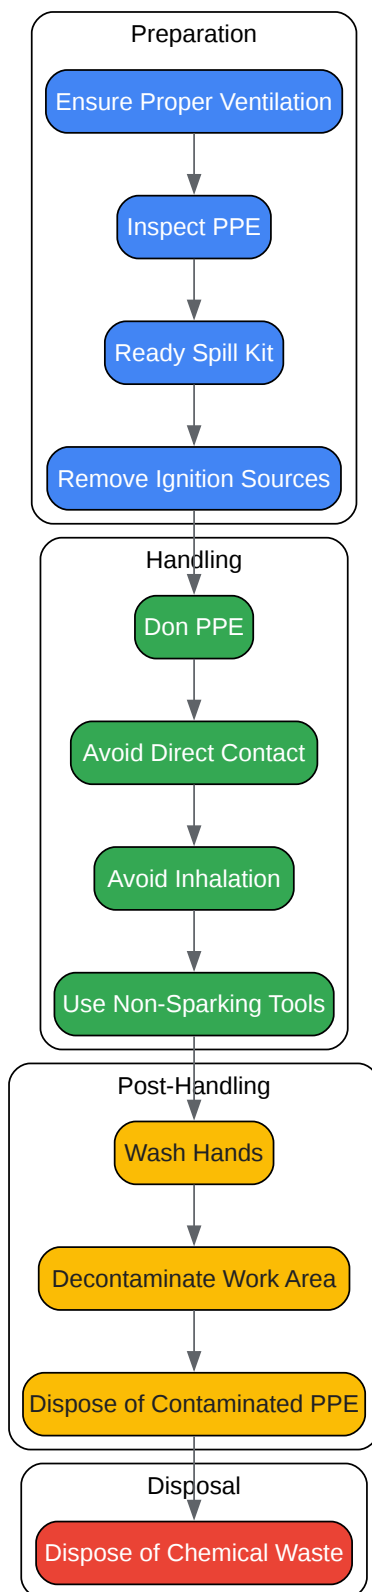 Preparation
Ensure Proper Ventilation
Inspect PPE
Ready Spill Kit
Remove Ignition Sources
Handling
Don PPE
Avoid Direct Contact
Avoid Inhalation
Use Non-Sparking Tools
Post-Handling
Wash Hands
Decontaminate Work Area
Dispose of Contaminated PPE
Disposal
Dispose of Chemical Waste